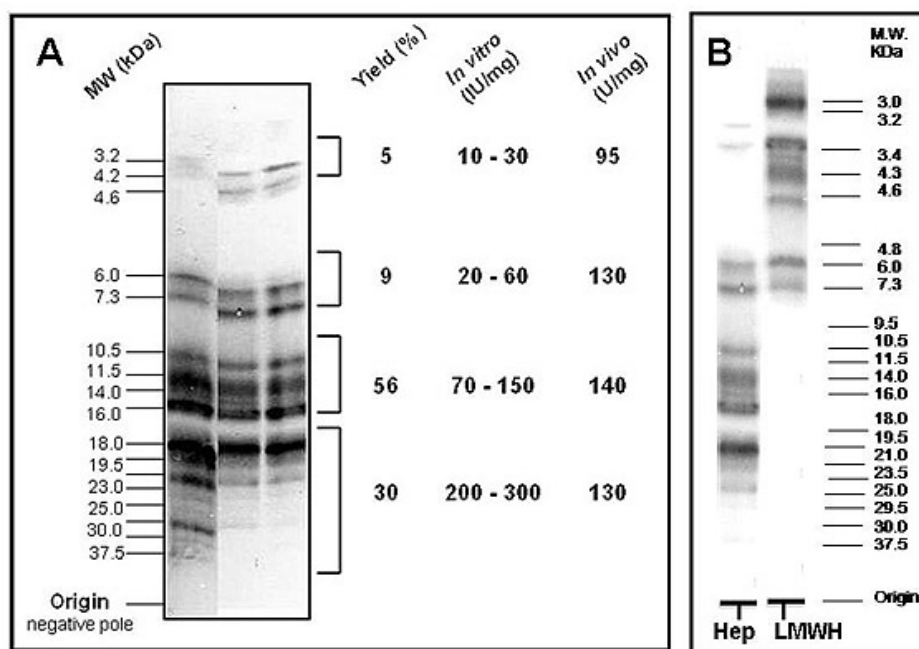 A
MW (kDa)
Yield (%)
In vitro
(IU/mg)
In vivo
(U/mg)
3.2
4.2
4.6
6.0
7.3
10.5
11.5
14.0
16.0
18.0
19.5
23.0
25.0
30.0
37.5
Origin
negative pole
5 10 - 30 95
9 20 - 60 130
56 70 - 150 140
30 200 - 300 130
B
M.W.
KDa
3.0
3.2
3.4
4.3
4.6
4.8
6.0
7.3
9.5
10.5
11.5
14.0
16.0
18.0
19.5
21.0
23.5
25.0
29.5
30.0
37.5
Origin
Hep LMWH